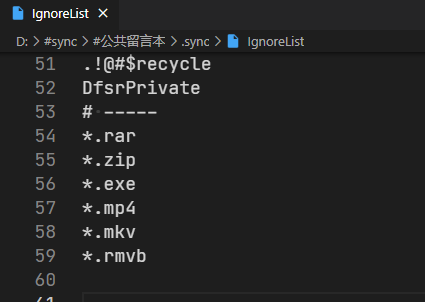 IgnoreList ×
D: > #sync > #公共留言本 > .sync > IgnoreList
51 .!@#$recycle
52 DfsrPrivate
53 # -----
54 *.rar
55 *.zip
56 *.exe
57 *.mp4
58 *.mkv
59 *.rmvb
60
61